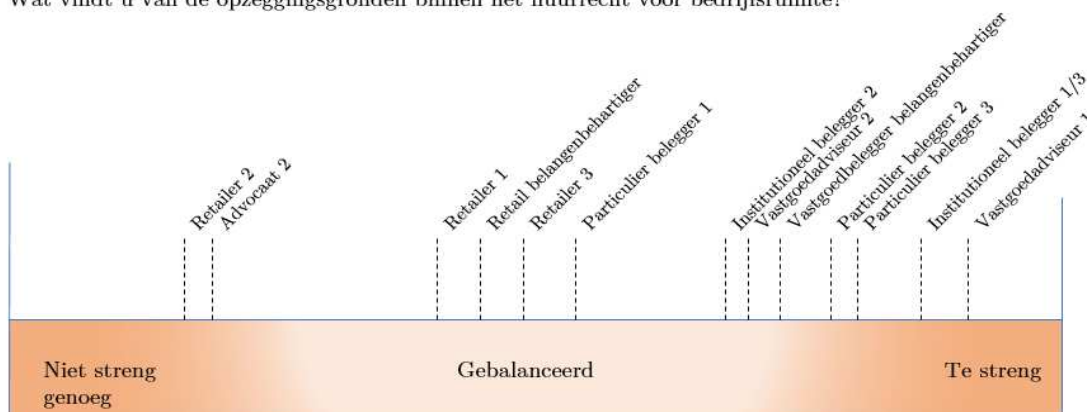 Wat vindt u van de opzeggingsgronden binnen het huurrecht voor bedrijfsruimte?
Retailer 2
Advocaat 2
Retailer 1
Retail belangenbehartiger
Retailer 3
Particulier belegger 1
Institutioneel belegger 2
Vastgoedadviseur 2
Vastgoedbelegger belangenbehartiger
Particulier belegger 2
Particulier belegger 3
Institutioneel belegger 1/3
Vastgoedadviseur 1
Niet streng
genoeg
Gebalanceerd
Te streng